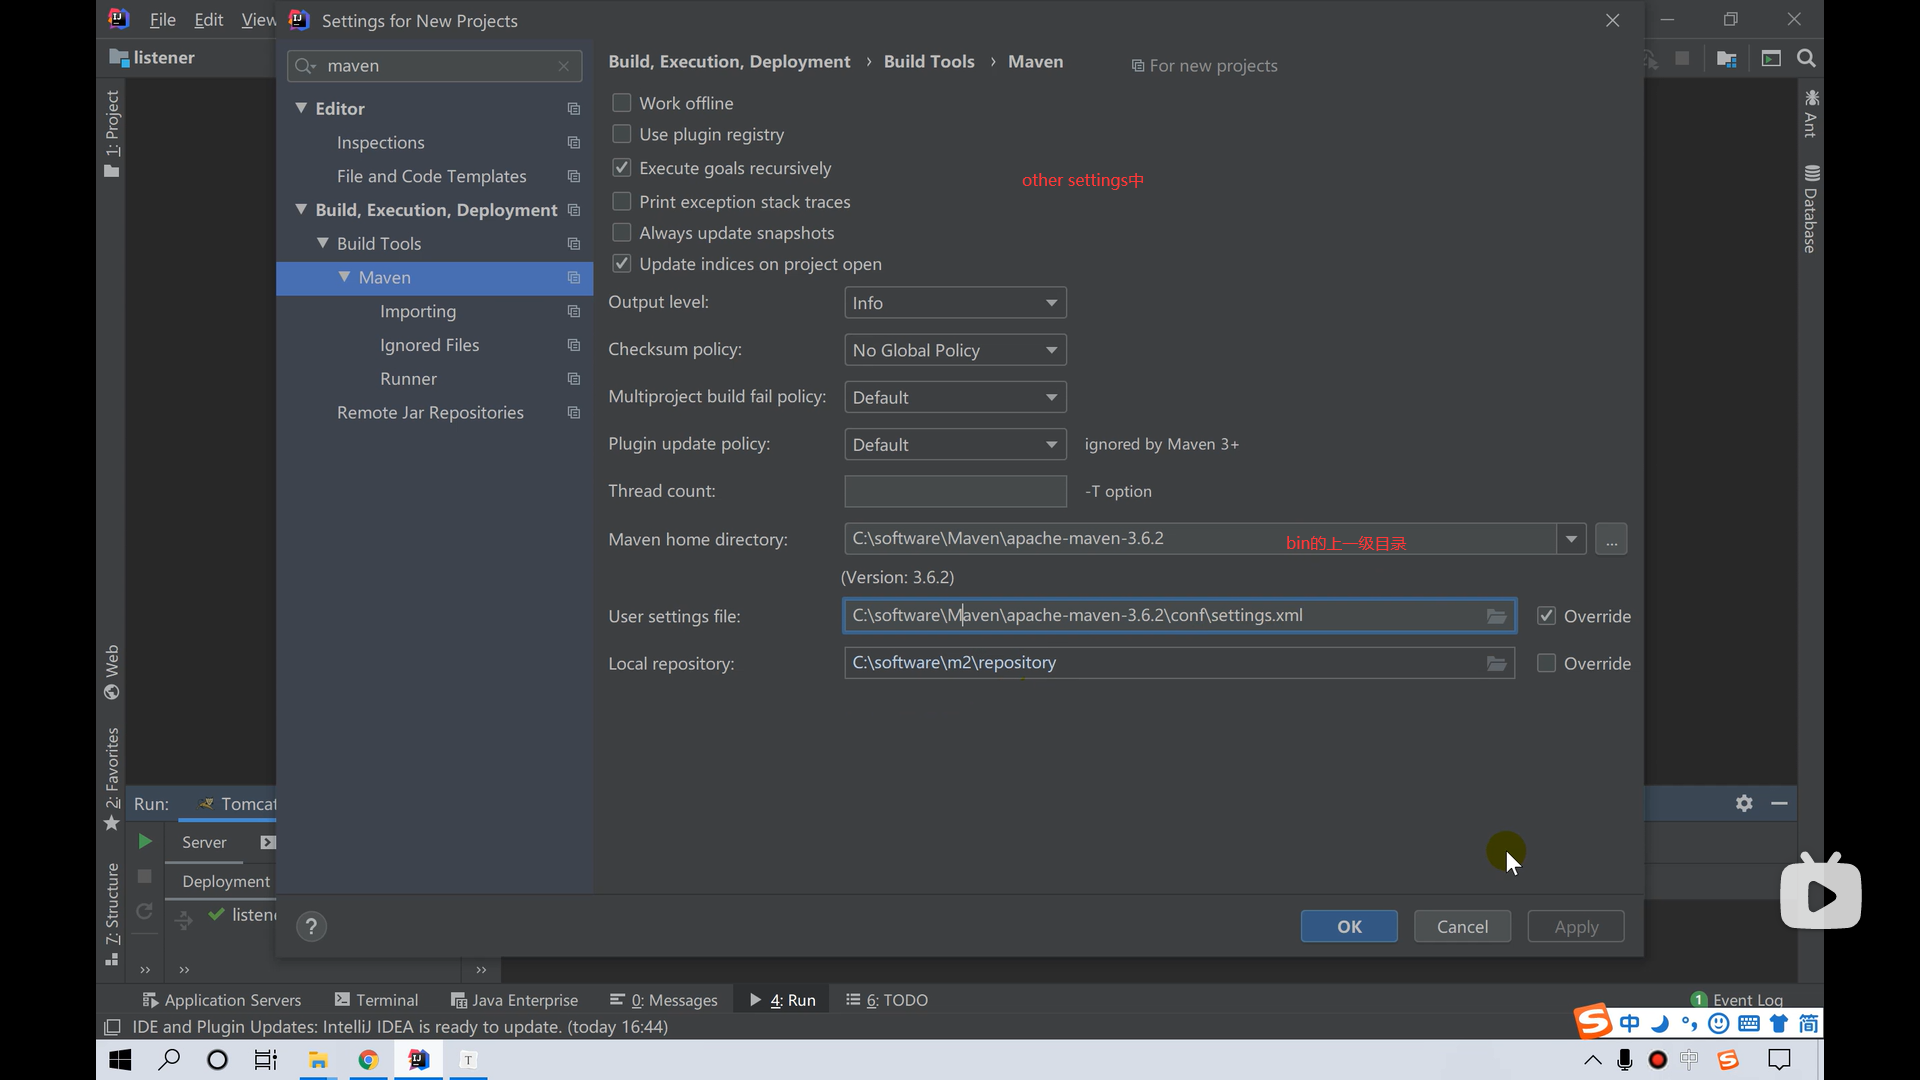 File Edit View
Settings for New Projects
listener
maven
Build, Execution, Deployment › Build Tools › Maven
For new projects
Editor
Inspections
File and Code Templates
Build, Execution, Deployment
Build Tools
Maven
Importing
Ignored Files
Runner
Remote Jar Repositories
Work offline
Use plugin registry
Execute goals recursively
other settings中
Print exception stack traces
Always update snapshots
Update indices on project open
Output level: Info
Checksum policy: No Global Policy
Multiproject build fail policy: Default
Plugin update policy: Default ignored by Maven 3+
Thread count: -T option
Maven home directory: C:\software\Maven\apache-maven-3.6.2 bin的上一级目录 ...
(Version: 3.6.2)
User settings file: C:\software\Maven\apache-maven-3.6.2\conf\settings.xml Override
Local repository: C:\software\m2\repository Override
1: Project
Web
2: Favorites
7: Structure
Ant
Database
Run: Tomcat
Server
Deployment
listene
? OK Cancel Apply
Application Servers Terminal Java Enterprise 0: Messages 4: Run 6: TODO 1 Event Log
IDE and Plugin Updates: IntelliJ IDEA is ready to update. (today 16:44)
S 中 简
T 中 S